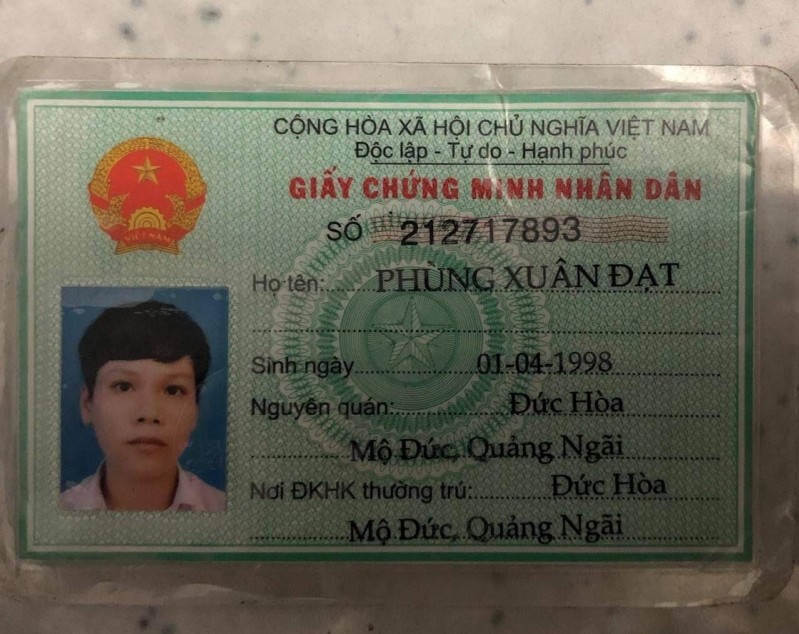 CỘNG HÒA XÃ HỘI CHỦ NGHĨA VIỆT NAM
Độc lập - Tự do - Hạnh phúc
GIẤY CHỨNG MINH NHÂN DÂN
SỐ 212717893
Họ tên: PHÙNG XUÂN ĐẠT
Sinh ngày 01-04-1998
Nguyên quán: Đức Hòa
Mộ Đức, Quảng Ngãi
Nơi ĐKHK thường trú: Đức Hòa
Mộ Đức, Quảng Ngãi
VIỆT NAM